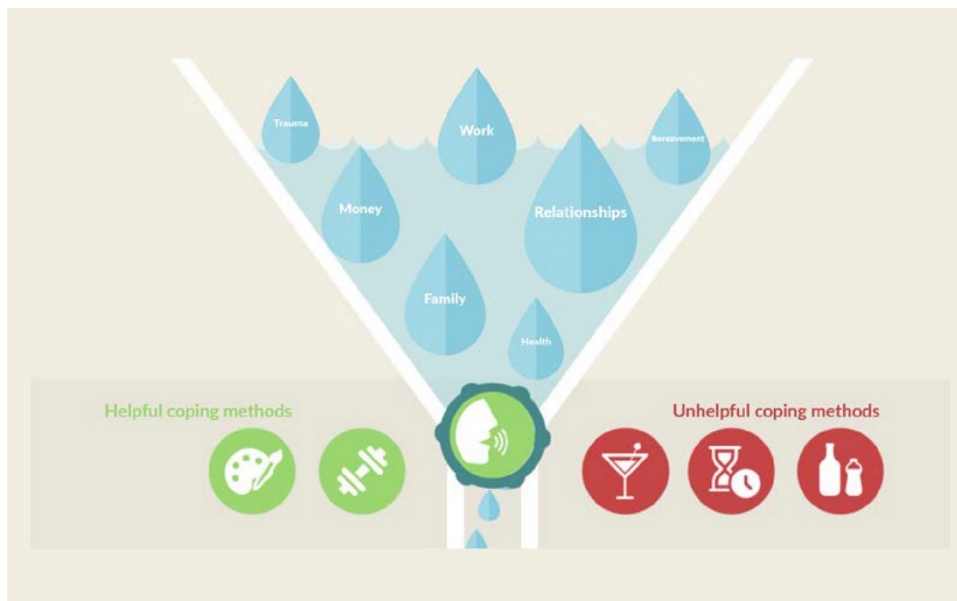 Trauma
Work
Bereavement
Money
Relationships
Family
Health
Helpful coping methods
Unhelpful coping methods